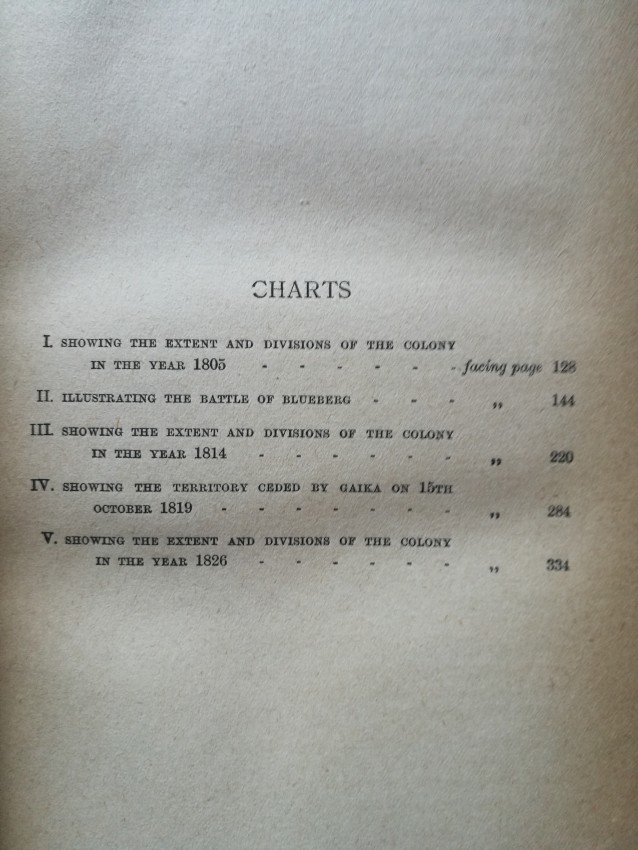 CHARTS
I. SHOWING THE EXTENT AND DIVISIONS OF THE COLONY
IN THE YEAR 1805 - - - - - - facing page 128
II. ILLUSTRATING THE BATTLE OF BLUEBERG - - - „ 144
III. SHOWING THE EXTENT AND DIVISIONS OF THE COLONY
IN THE YEAR 1814 - - - - - - „ 220
IV. SHOWING THE TERRITORY CEDED BY GAIKA ON 15TH
OCTOBER 1819 - - - - - - - „ 284
V. SHOWING THE EXTENT AND DIVISIONS OF THE COLONY
IN THE YEAR 1826 - - - - - - „ 334